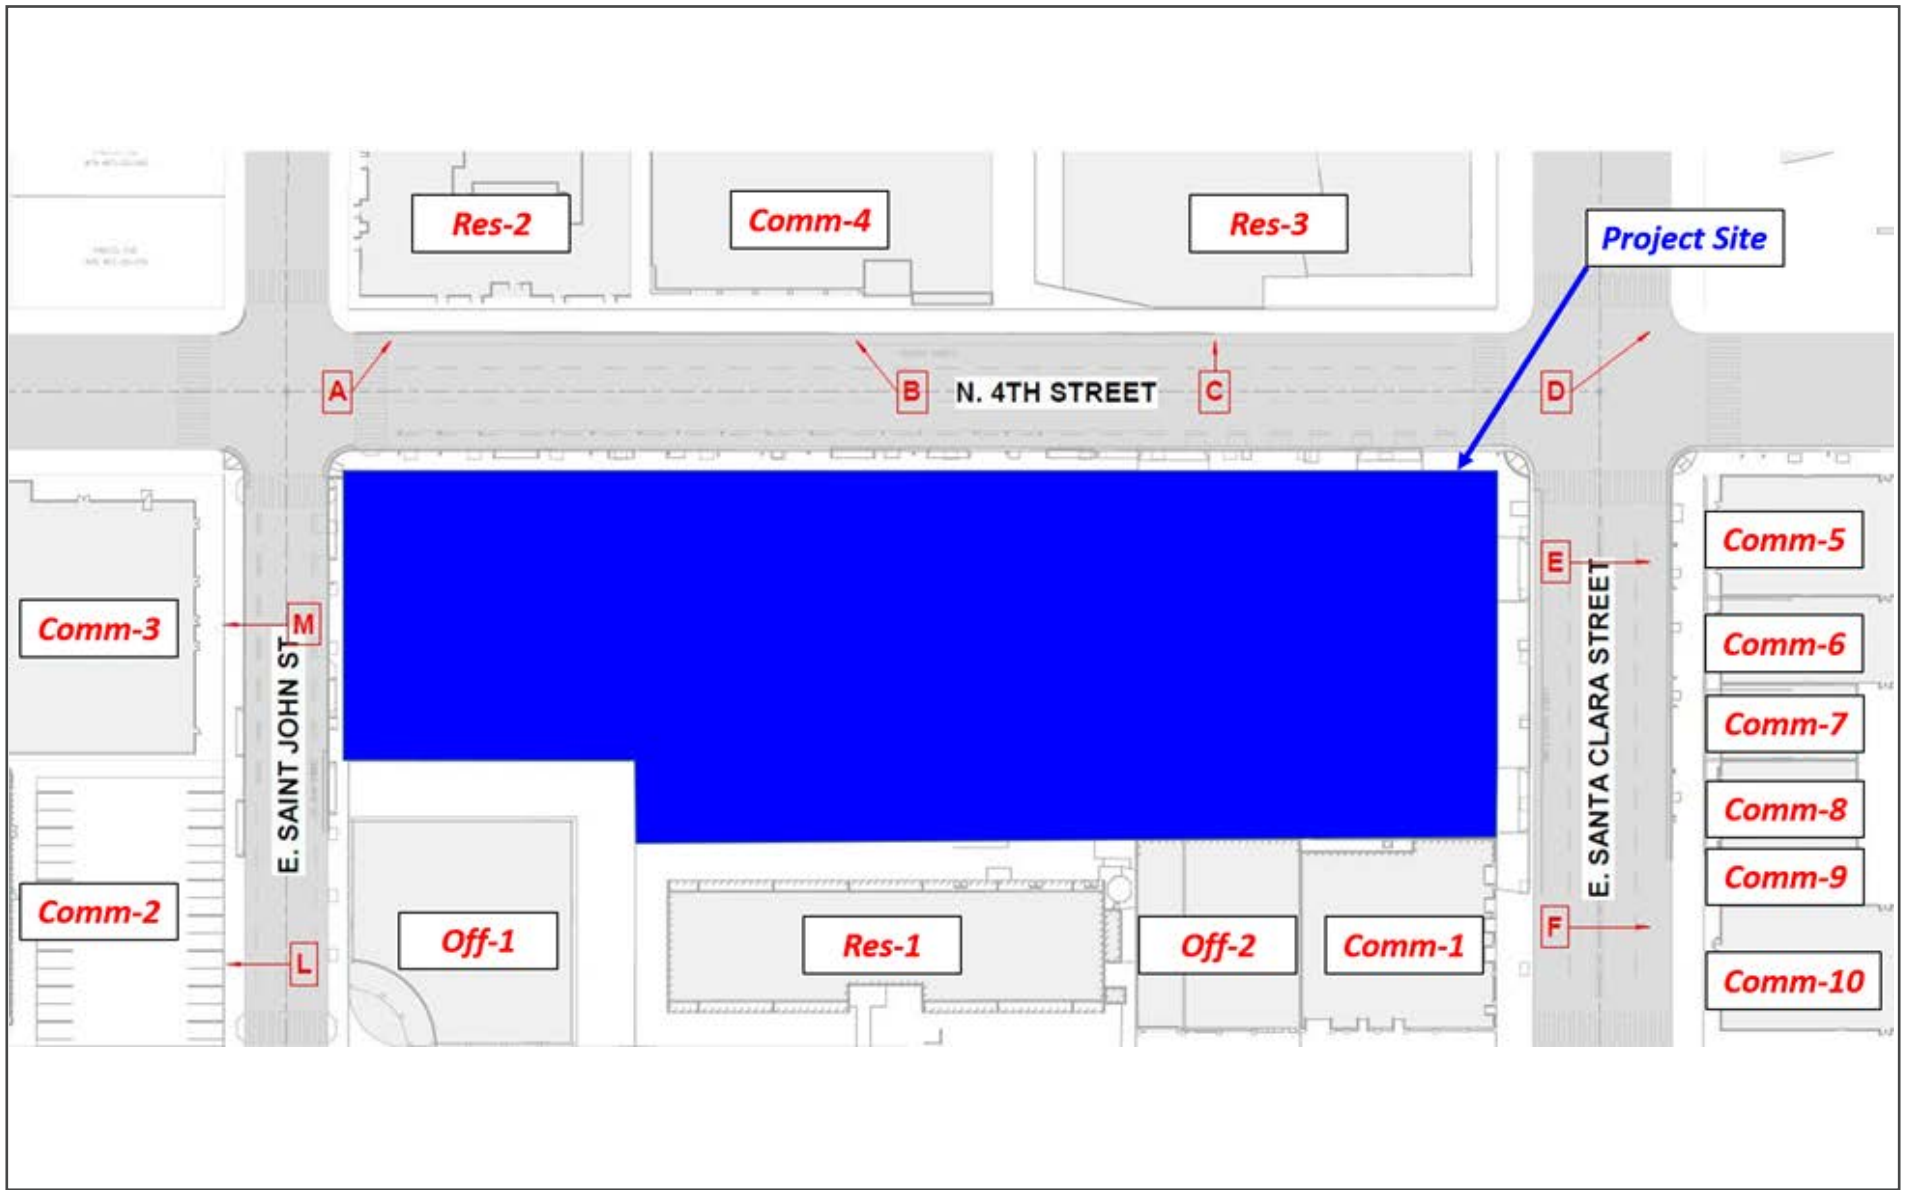 Res-2
Comm-4
Res-3
Project Site
A
B
N. 4TH STREET
C
D
Comm-5
E
Comm-3
M
Comm-6
E. SAINT JOHN ST
E. SANTA CLARA STREET
Comm-7
Comm-8
Comm-9
Comm-2
L
Off-1
Res-1
Off-2
Comm-1
F
Comm-10